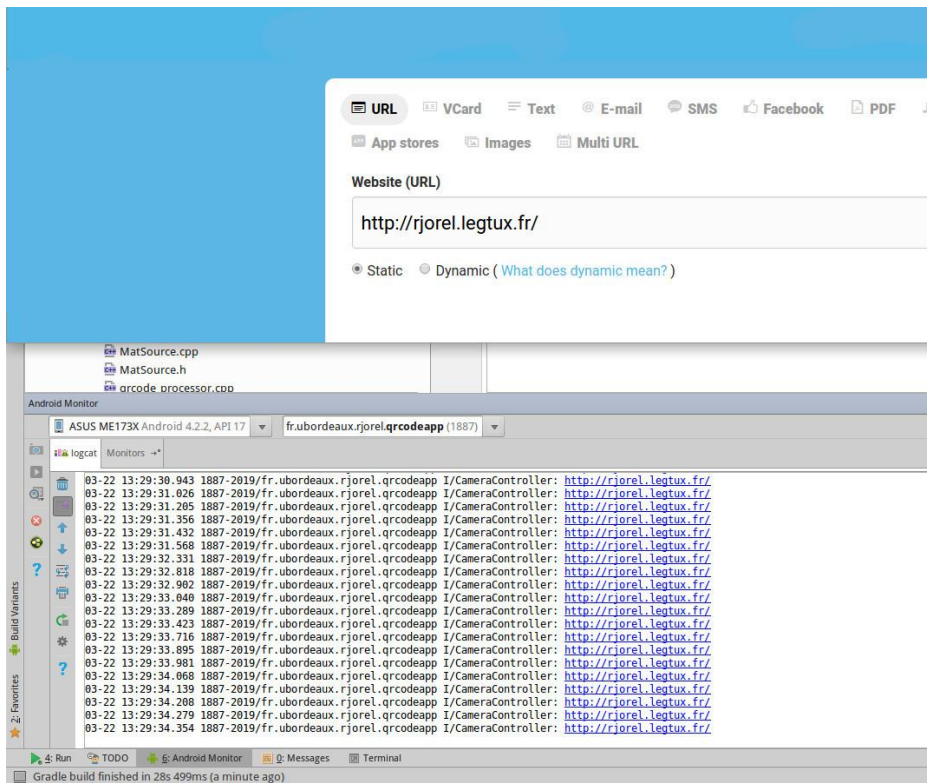 URL VCard Text E-mail SMS Facebook PDF
App stores Images Multi URL
Website (URL)
http://rjorel.legtux.fr/
Static Dynamic ( What does dynamic mean? )
MatSource.cpp
MatSource.h
qrcode_processor.cpp
Android Monitor
ASUS ME173X Android 4.2.2, API 17 fr.ubordeaux.rjorel.qrcodeapp (1887)
logcat Monitors
03-22 13:29:30.943 1887-2019/fr.ubordeaux.rjorel.qrcodeapp I/CameraController: http://rjorel.legtux.fr/
03-22 13:29:31.026 1887-2019/fr.ubordeaux.rjorel.qrcodeapp I/CameraController: http://rjorel.legtux.fr/
03-22 13:29:31.205 1887-2019/fr.ubordeaux.rjorel.qrcodeapp I/CameraController: http://rjorel.legtux.fr/
03-22 13:29:31.356 1887-2019/fr.ubordeaux.rjorel.qrcodeapp I/CameraController: http://rjorel.legtux.fr/
03-22 13:29:31.432 1887-2019/fr.ubordeaux.rjorel.qrcodeapp I/CameraController: http://rjorel.legtux.fr/
03-22 13:29:31.568 1887-2019/fr.ubordeaux.rjorel.qrcodeapp I/CameraController: http://rjorel.legtux.fr/
03-22 13:29:32.331 1887-2019/fr.ubordeaux.rjorel.qrcodeapp I/CameraController: http://rjorel.legtux.fr/
03-22 13:29:32.818 1887-2019/fr.ubordeaux.rjorel.qrcodeapp I/CameraController: http://rjorel.legtux.fr/
03-22 13:29:32.902 1887-2019/fr.ubordeaux.rjorel.qrcodeapp I/CameraController: http://rjorel.legtux.fr/
03-22 13:29:33.040 1887-2019/fr.ubordeaux.rjorel.qrcodeapp I/CameraController: http://rjorel.legtux.fr/
03-22 13:29:33.289 1887-2019/fr.ubordeaux.rjorel.qrcodeapp I/CameraController: http://rjorel.legtux.fr/
03-22 13:29:33.423 1887-2019/fr.ubordeaux.rjorel.qrcodeapp I/CameraController: http://rjorel.legtux.fr/
03-22 13:29:33.716 1887-2019/fr.ubordeaux.rjorel.qrcodeapp I/CameraController: http://rjorel.legtux.fr/
03-22 13:29:33.895 1887-2019/fr.ubordeaux.rjorel.qrcodeapp I/CameraController: http://rjorel.legtux.fr/
03-22 13:29:33.981 1887-2019/fr.ubordeaux.rjorel.qrcodeapp I/CameraController: http://rjorel.legtux.fr/
03-22 13:29:34.068 1887-2019/fr.ubordeaux.rjorel.qrcodeapp I/CameraController: http://rjorel.legtux.fr/
03-22 13:29:34.139 1887-2019/fr.ubordeaux.rjorel.qrcodeapp I/CameraController: http://rjorel.legtux.fr/
03-22 13:29:34.208 1887-2019/fr.ubordeaux.rjorel.qrcodeapp I/CameraController: http://rjorel.legtux.fr/
03-22 13:29:34.279 1887-2019/fr.ubordeaux.rjorel.qrcodeapp I/CameraController: http://rjorel.legtux.fr/
03-22 13:29:34.354 1887-2019/fr.ubordeaux.rjorel.qrcodeapp I/CameraController: http://rjorel.legtux.fr/
Build Variants
2: Favorites
4: Run TODO 6: Android Monitor 0: Messages Terminal
Gradle build finished in 28s 499ms (a minute ago)